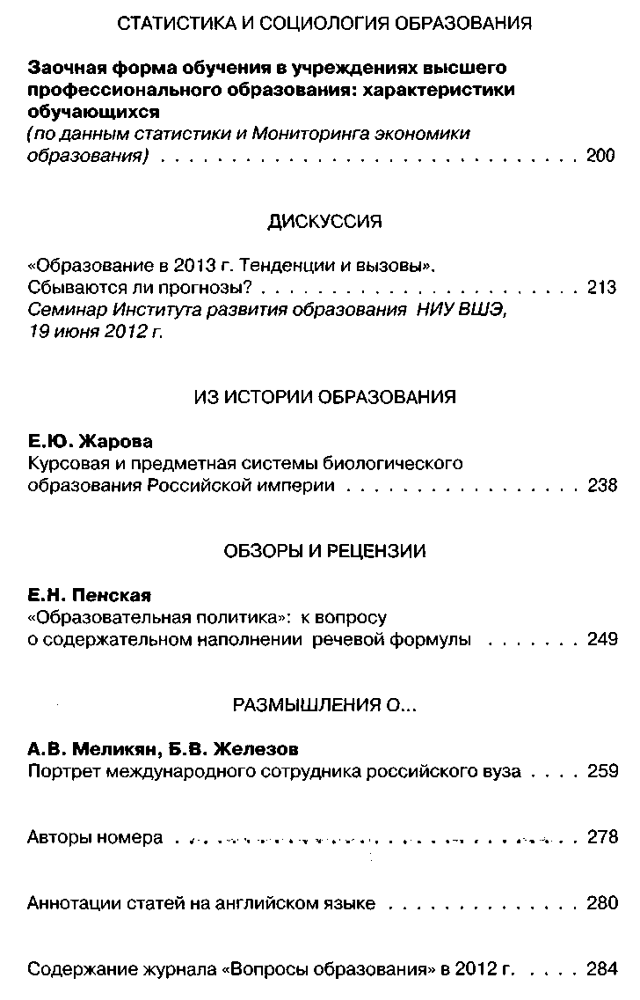 СТАТИСТИКА И СОЦИОЛОГИЯ ОБРАЗОВАНИЯ
Заочная форма обучения в учреждениях высшего
профессионального образования: характеристики
обучающихся
(по данным статистики и Мониторинга экономики
образования) . . . . . . . . . . . . . . . . . . . . . . . . . . . . . . 200
ДИСКУССИЯ
«Образование в 2013 г. Тенденции и вызовы».
Сбываются ли прогнозы? . . . . . . . . . . . . . . . . . . . . . . . 213
Семинар Института развития образования НИУ ВШЭ,
19 июня 2012 г.
ИЗ ИСТОРИИ ОБРАЗОВАНИЯ
Е.Ю. Жарова
Курсовая и предметная системы биологического
образования Российской империи . . . . . . . . . . . . . . . . . 238
ОБЗОРЫ И РЕЦЕНЗИИ
Е.Н. Пенская
«Образовательная политика»: к вопросу
о содержательном наполнении речевой формулы . . . . . . . 249
РАЗМЫШЛЕНИЯ О...
А.В. Меликян, Б.В. Железов
Портрет международного сотрудника российского вуза . . . . 259
Авторы номера . . . . . . . . . . . . . . . . . . . . . . . . . . . . . 278
Аннотации статей на английском языке . . . . . . . . . . . . . . 280
Содержание журнала «Вопросы образования» в 2012 г. . . . . . 284